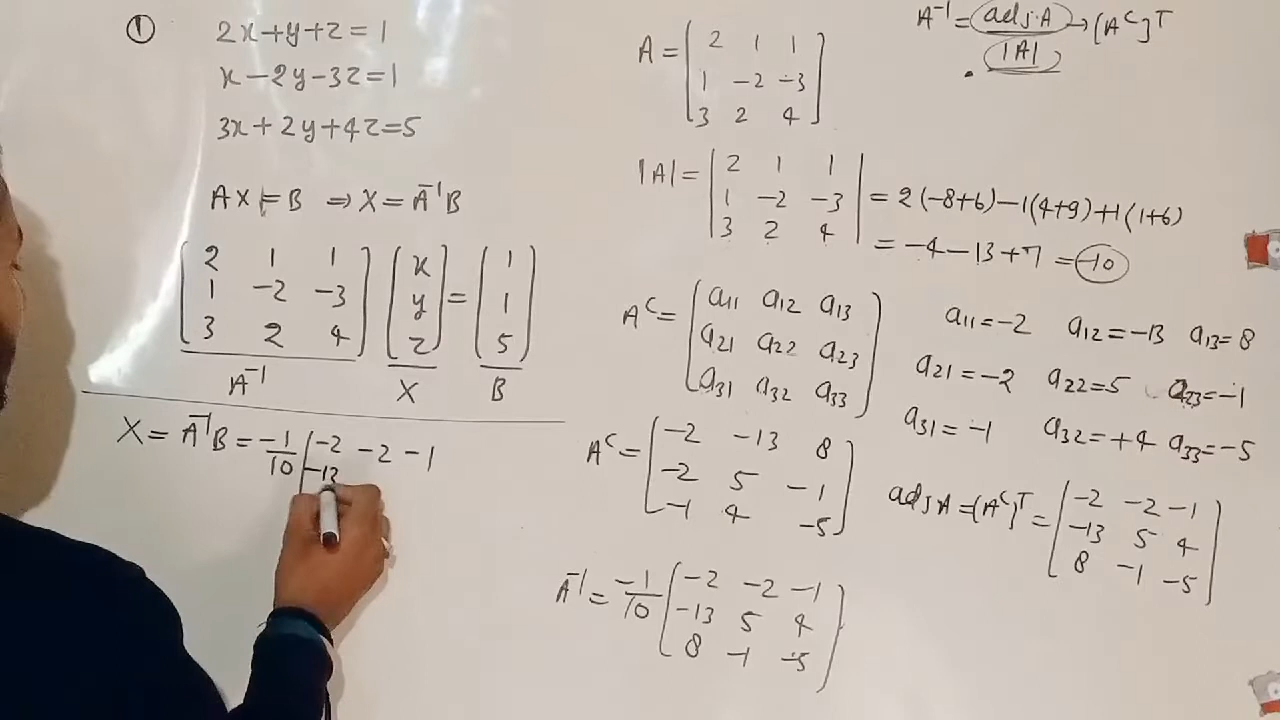 ① 2x+y+z=1
x-2y-3z=1
3x+2y+4z=5
AX=B ⇒ X=A⁻¹B
[2 1 1
1 -2 -3
3 2 4] [x
y
z] = [1
1
5]
A⁻¹ X B
X = A⁻¹B = -1/10 [-2 -2 -1
-13
A = [2 1 1
1 -2 -3
3 2 4]
A⁻¹ = adj.A/|A| → [Aᶜ]ᵀ
|A| = |2 1 1
1 -2 -3
3 2 4| = 2(-8+6)-1(4+9)+1(1+6)
= -4-13+7 = -10
Aᶜ = [a11 a12 a13
a21 a22 a23
a31 a32 a33]
a11=-2 a12=-13 a13=8
a21=-2 a22=5 a23=-1
a31=-1 a32=+4 a33=-5
Aᶜ = [-2 -13 8
-2 5 -1
-1 4 -5]
adjA=(Aᶜ)ᵀ = [-2 -2 -1
-13 5 4
8 -1 -5]
A⁻¹ = -1/10 [-2 -2 -1
-13 5 4
8 -1 -5]